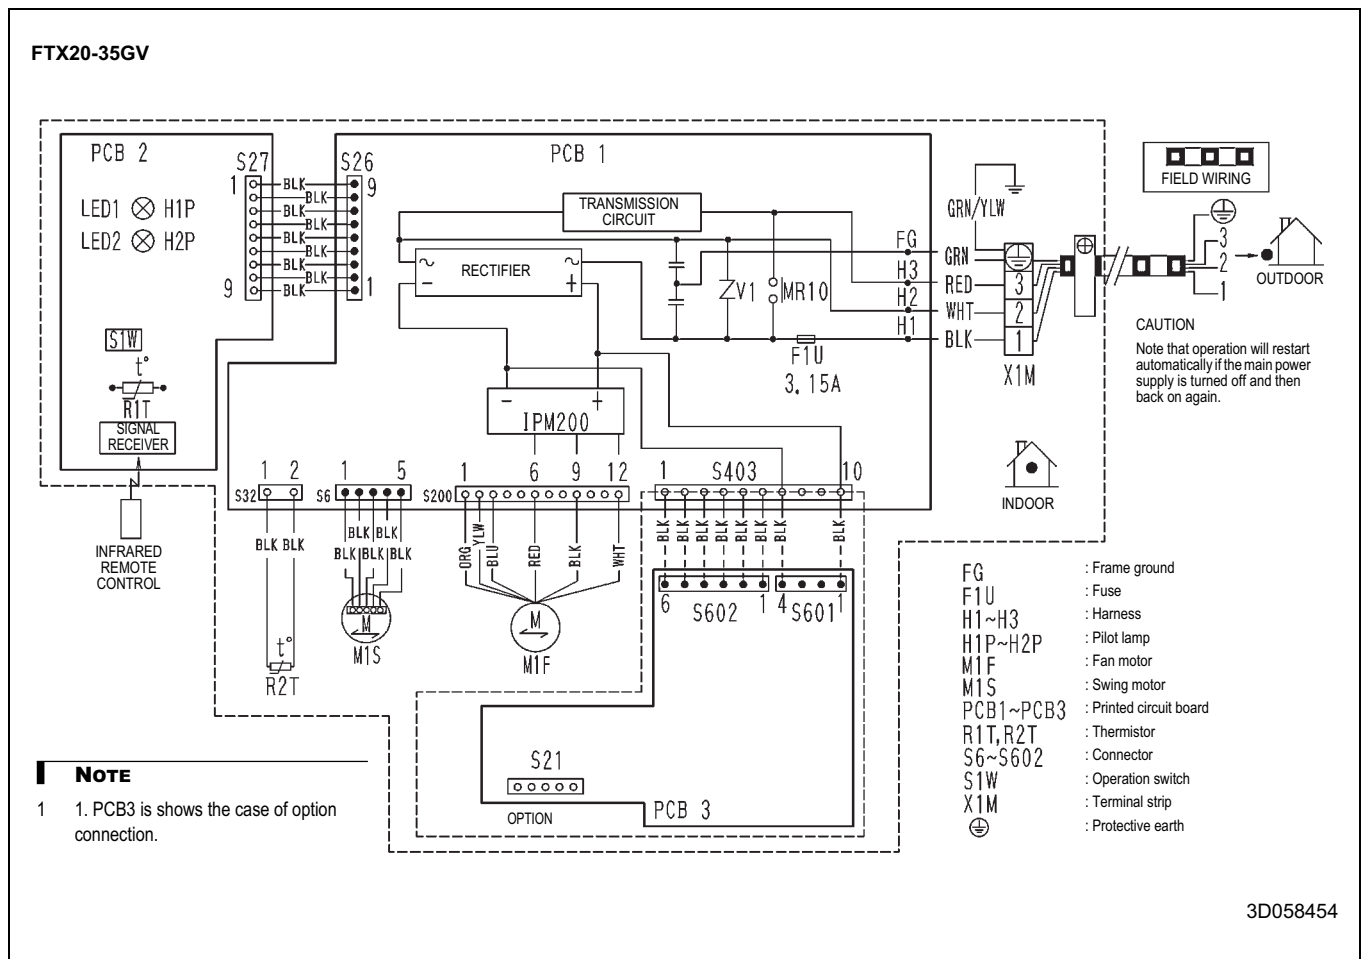 FTX20-35GV
PCB 2
S27
S26
PCB 1
1
9
BLK
BLK
BLK
BLK
BLK
BLK
BLK
BLK
BLK
9
1
LED1 H1P
LED2 H2P
TRANSMISSION
CIRCUIT
RECTIFIER
~
~
−
+
V1
MR10
F1U
3.15A
FG
H3
H2
H1
GRN/YLW
GRN
RED
WHT
BLK
3
2
1
X1M
FIELD WIRING
3
2
1
OUTDOOR
CAUTION
Note that operation will restart
automatically if the main power
supply is turned off and then
back on again.
S1W
t°
R1T
SIGNAL
RECEIVER
INFRARED
REMOTE
CONTROL
−
+
IPM200
INDOOR
S32
1
2
S6
1
5
S200
1
6
9
12
1
S403
10
BLK BLK
BLK BLK
BLK BLK BLK
ORG
YLW
BLU
RED
BLK
WHT
BLK
BLK
BLK
BLK
BLK
BLK
BLK
BLK
6
S602
1
4
S601
1
M
M1S
M
M1F
t°
R2T
S21
OPTION
PCB 3
FG : Frame ground
F1U : Fuse
H1~H3 : Harness
H1P~H2P : Pilot lamp
M1F : Fan motor
M1S : Swing motor
PCB1~PCB3 : Printed circuit board
R1T,R2T : Thermistor
S6~S602 : Connector
S1W : Operation switch
X1M : Terminal strip
: Protective earth
NOTE
1 1. PCB3 is shows the case of option
connection.
3D058454